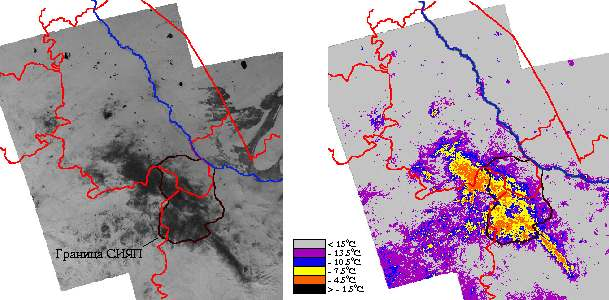 Граница СИЯП
< 15°C
- 13.5°C
- 10.5°C
- 7.5°C
- 4.5°C
> - 1.5°C